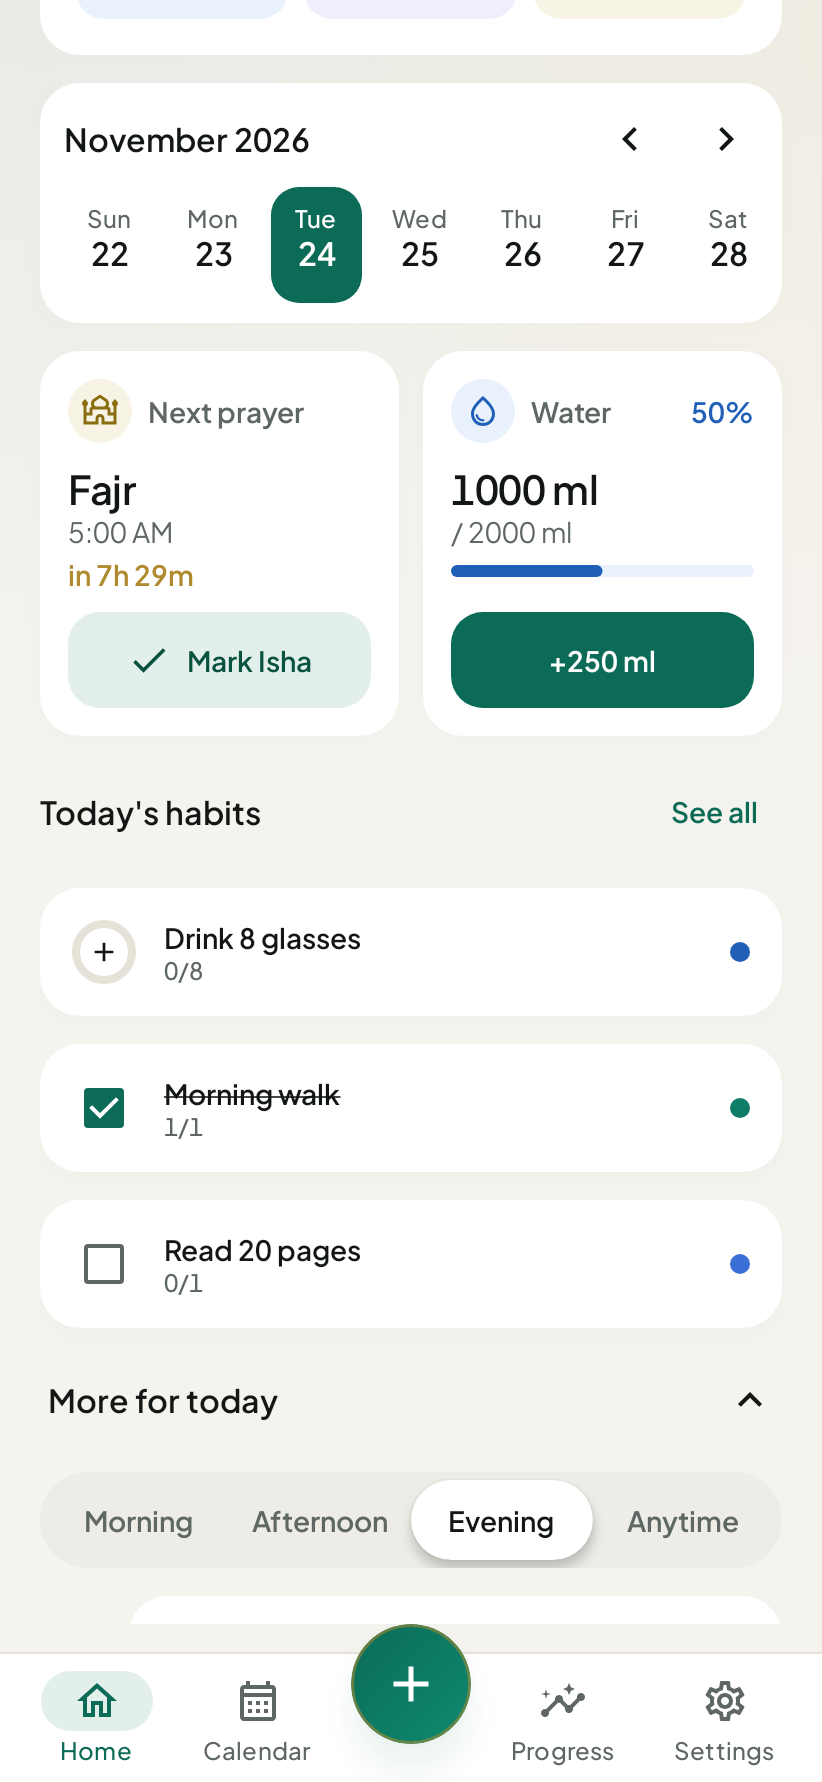 November 2026
Sun Mon Tue Wed Thu Fri Sat
22 23 24 25 26 27 28
Next prayer
Fajr
5:00 AM
in 7h 29m
Mark Isha
Water 50%
1000 ml
/ 2000 ml
+250 ml
Today's habits See all
Drink 8 glasses
0/8
Morning walk
1/1
Read 20 pages
0/1
More for today
Morning Afternoon Evening Anytime
Home Calendar Progress Settings